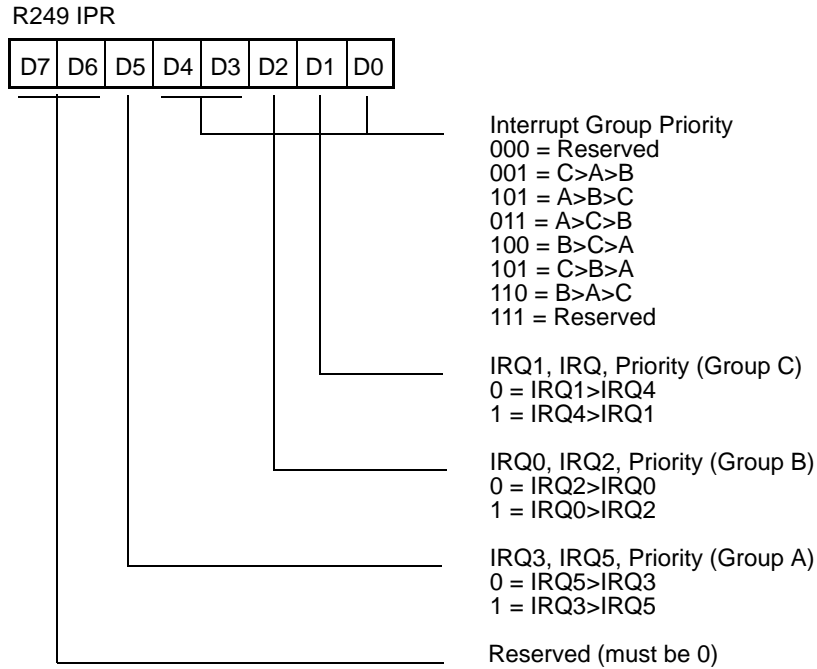 R249 IPR
D7 D6 D5 D4 D3 D2 D1 D0
Interrupt Group Priority
000 = Reserved
001 = C>A>B
101 = A>B>C
011 = A>C>B
100 = B>C>A
101 = C>B>A
110 = B>A>C
111 = Reserved
IRQ1, IRQ, Priority (Group C)
0 = IRQ1>IRQ4
1 = IRQ4>IRQ1
IRQ0, IRQ2, Priority (Group B)
0 = IRQ2>IRQ0
1 = IRQ0>IRQ2
IRQ3, IRQ5, Priority (Group A)
0 = IRQ5>IRQ3
1 = IRQ3>IRQ5
Reserved (must be 0)